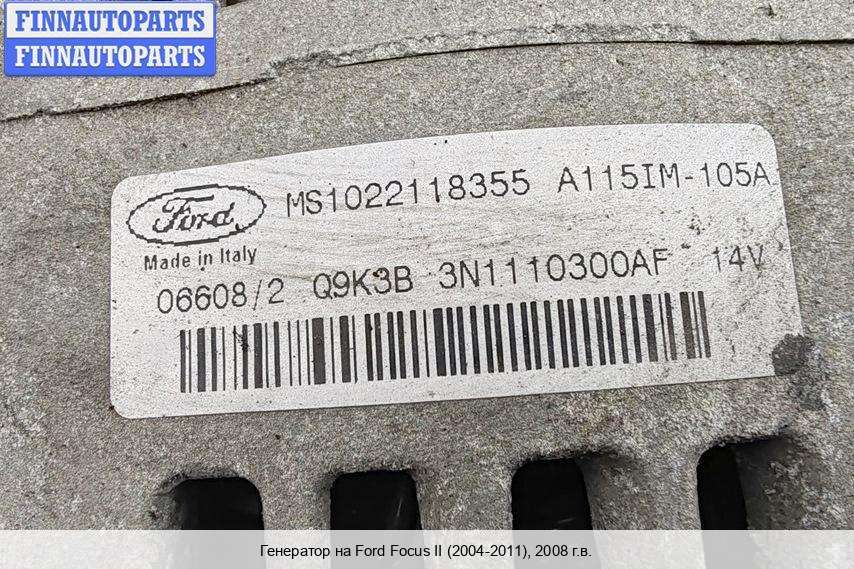 FINNAUTOPARTS
FINNAUTOPARTS
Ford MS1022118355 A115IM-105A
Made in Italy
06608/2 Q9K3B 3N1110300AF 14V
Генератор на Ford Focus II (2004-2011), 2008 г.в.